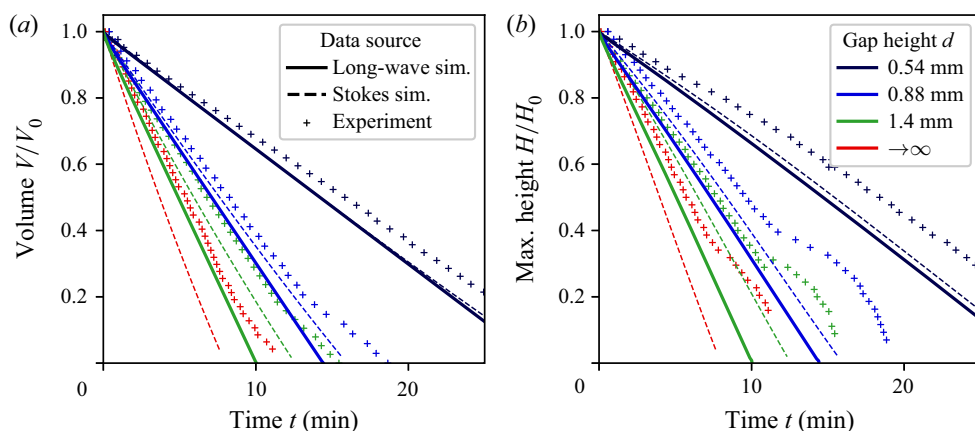 (a)
1.0
0.8
0.6
0.4
0.2
0
10
20
Volume V/V₀
Time t (min)
Data source
Long-wave sim.
Stokes sim.
Experiment
(b)
1.0
0.8
0.6
0.4
0.2
0
10
20
Max. height H/H₀
Time t (min)
Gap height d
0.54 mm
0.88 mm
1.4 mm
→∞